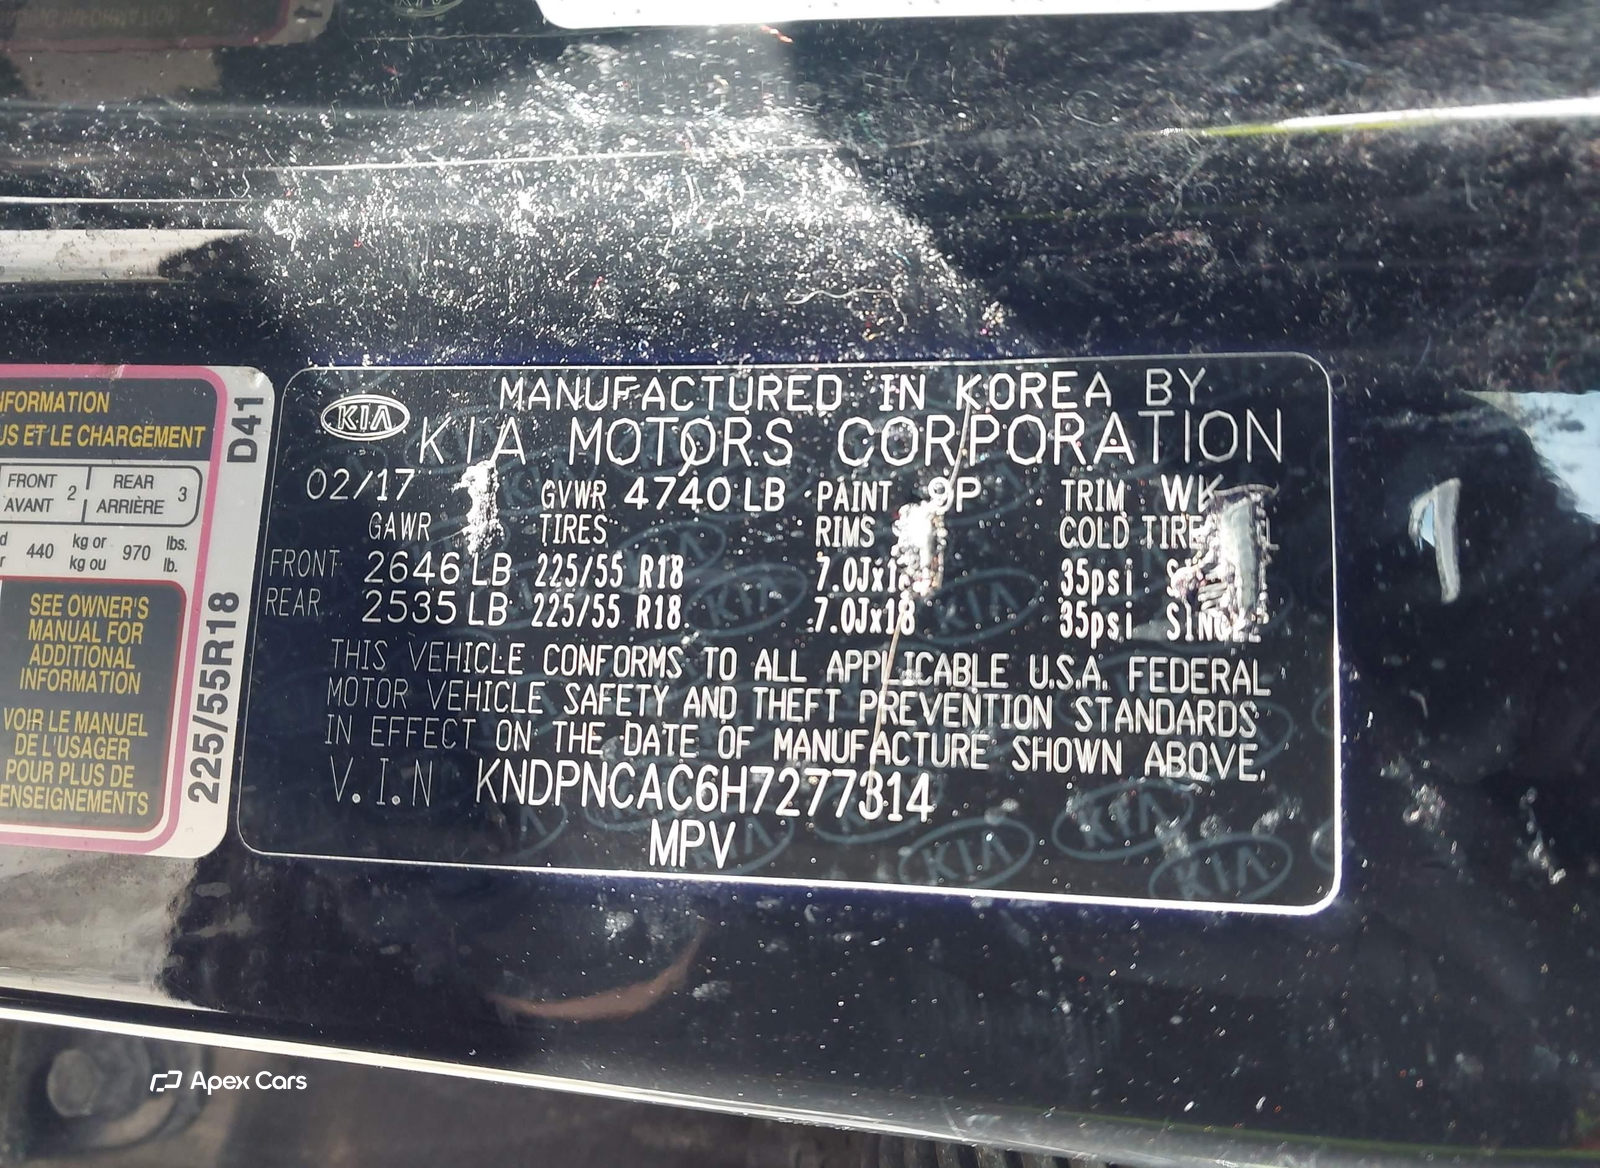 NFORMATION
US ET LE CHARGEMENT
FRONT AVANT 2 REAR ARRIÈRE 3
440 kg or kg ou 970 lbs. lb.
SEE OWNER'S
MANUAL FOR
ADDITIONAL
INFORMATION
VOIR LE MANUEL
DE L'USAGER
POUR PLUS DE
ENSEIGNEMENTS
225/55R18 D41
KIA
MANUFACTURED IN KOREA BY
KIA MOTORS CORPORATION
02/17 GVWR 4740 LB PAINT 9P TRIM WK
GAWR TIRES RIMS COLD TIRE
FRONT 2646 LB 225/55 R18 7.0Jx1 35psi
REAR 2535 LB 225/55 R18 7.0Jx18 35psi
THIS VEHICLE CONFORMS TO ALL APPLICABLE U.S.A. FEDERAL
MOTOR VEHICLE SAFETY AND THEFT PREVENTION STANDARDS
IN EFFECT ON THE DATE OF MANUFACTURE SHOWN ABOVE.
V.I.N KNDPNCAC6H7277314
MPV
Apex Cars